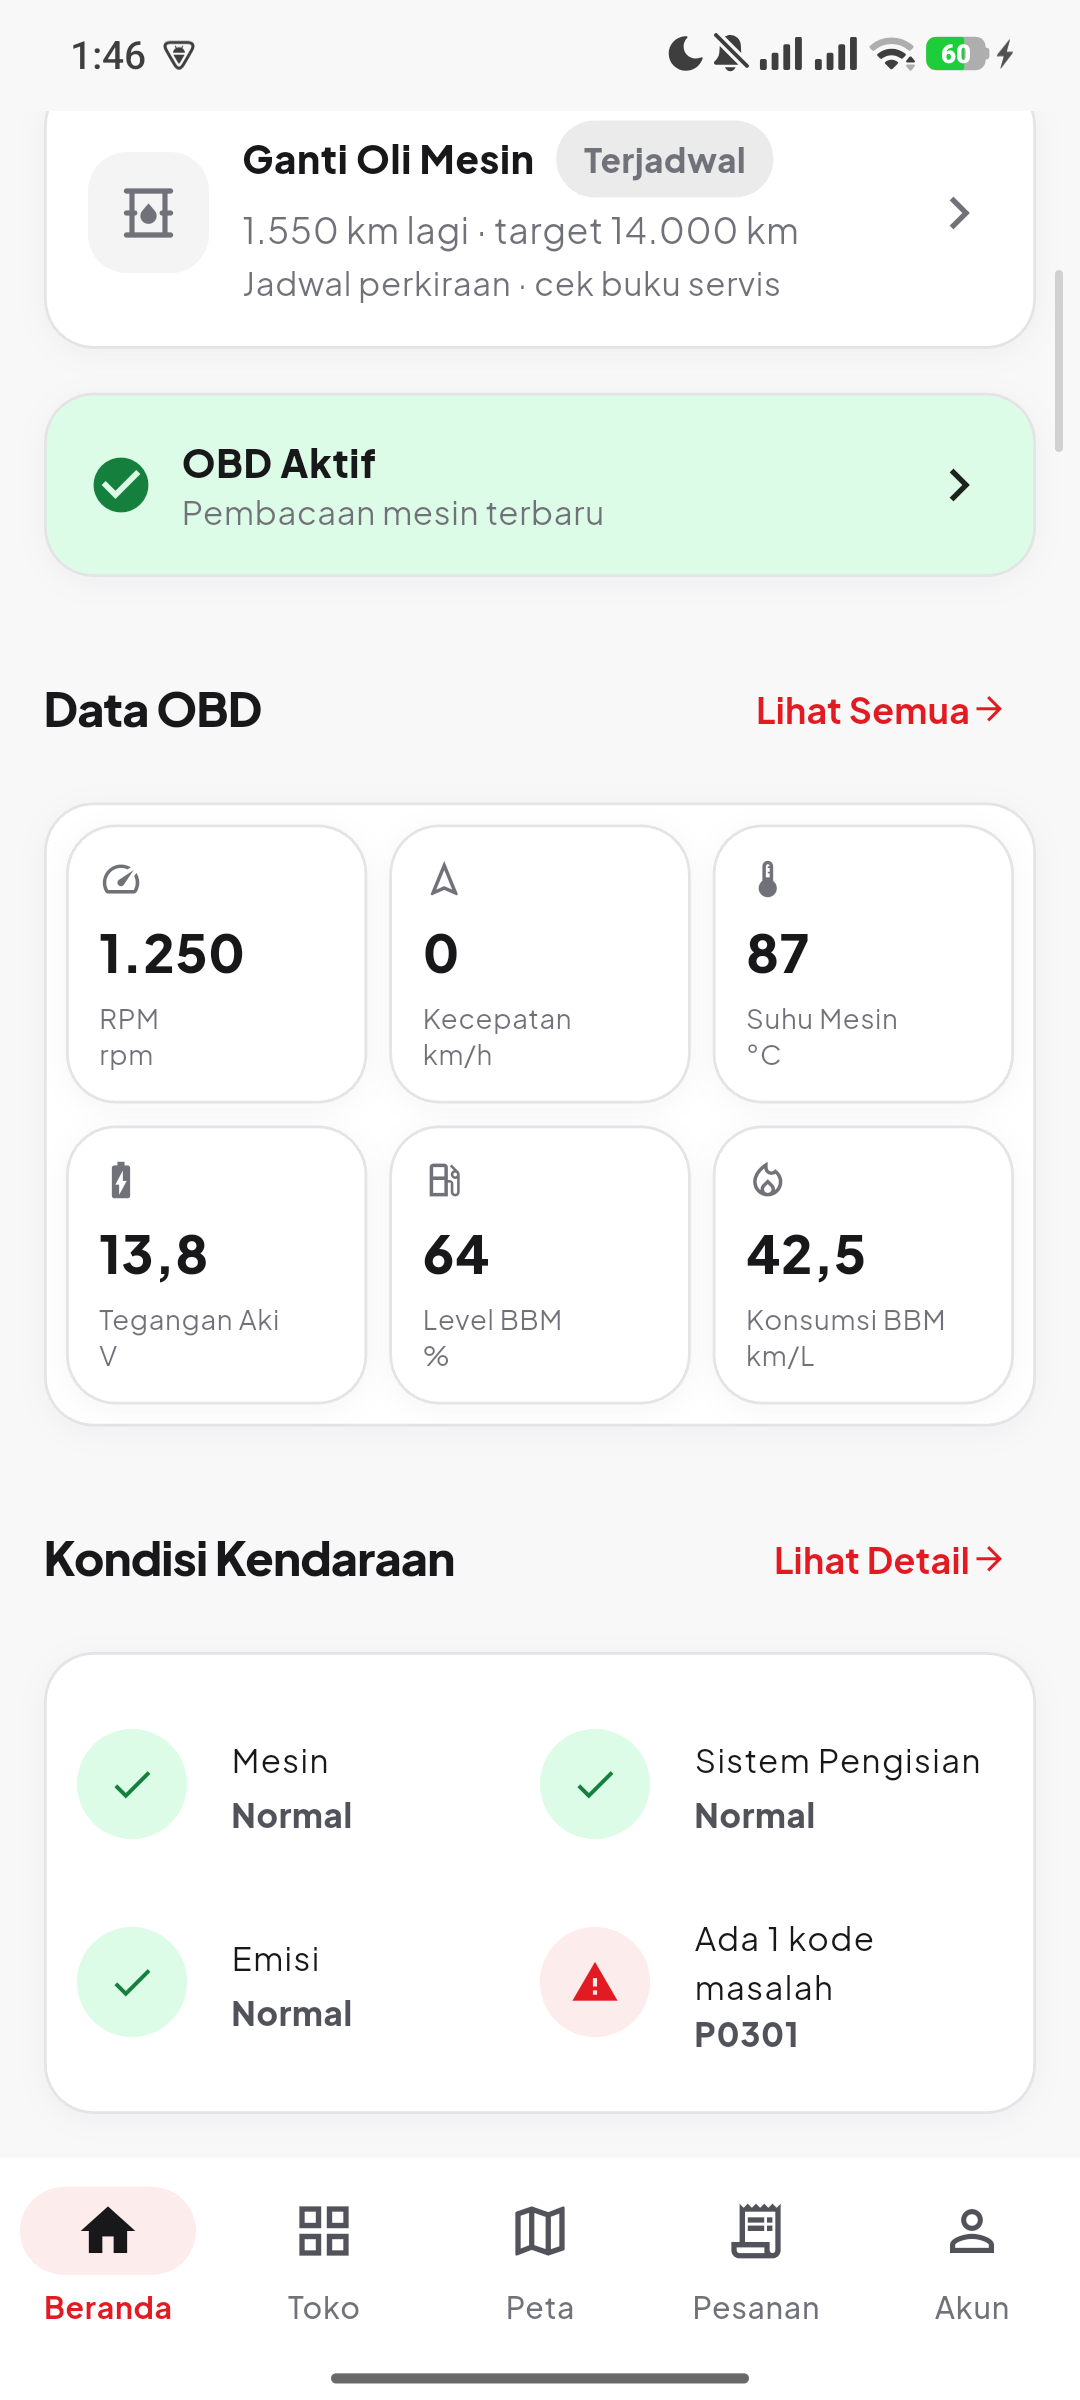 1:46
60
Ganti Oli Mesin
Terjadwal
1.550 km lagi · target 14.000 km
Jadwal perkiraan · cek buku servis
OBD Aktif
Pembacaan mesin terbaru
Data OBD
Lihat Semua
1.250
RPM
rpm
0
Kecepatan
km/h
87
Suhu Mesin
°C
13,8
Tegangan Aki
V
64
Level BBM
%
42,5
Konsumsi BBM
km/L
Kondisi Kendaraan
Lihat Detail
Mesin
Normal
Sistem Pengisian
Normal
Emisi
Normal
Ada 1 kode
masalah
P0301
Beranda
Toko
Peta
Pesanan
Akun